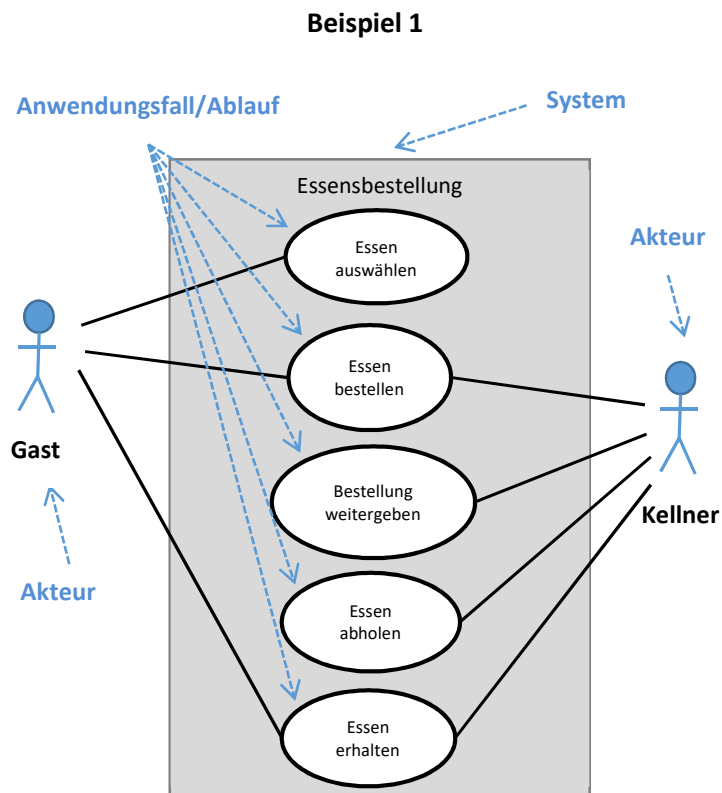 Beispiel 1
Anwendungsfall/Ablauf
System
Essensbestellung
Akteur
Essen
auswählen
Essen
bestellen
Gast
Bestellung
weitergeben
Kellner
Akteur
Essen
abholen
Essen
erhalten